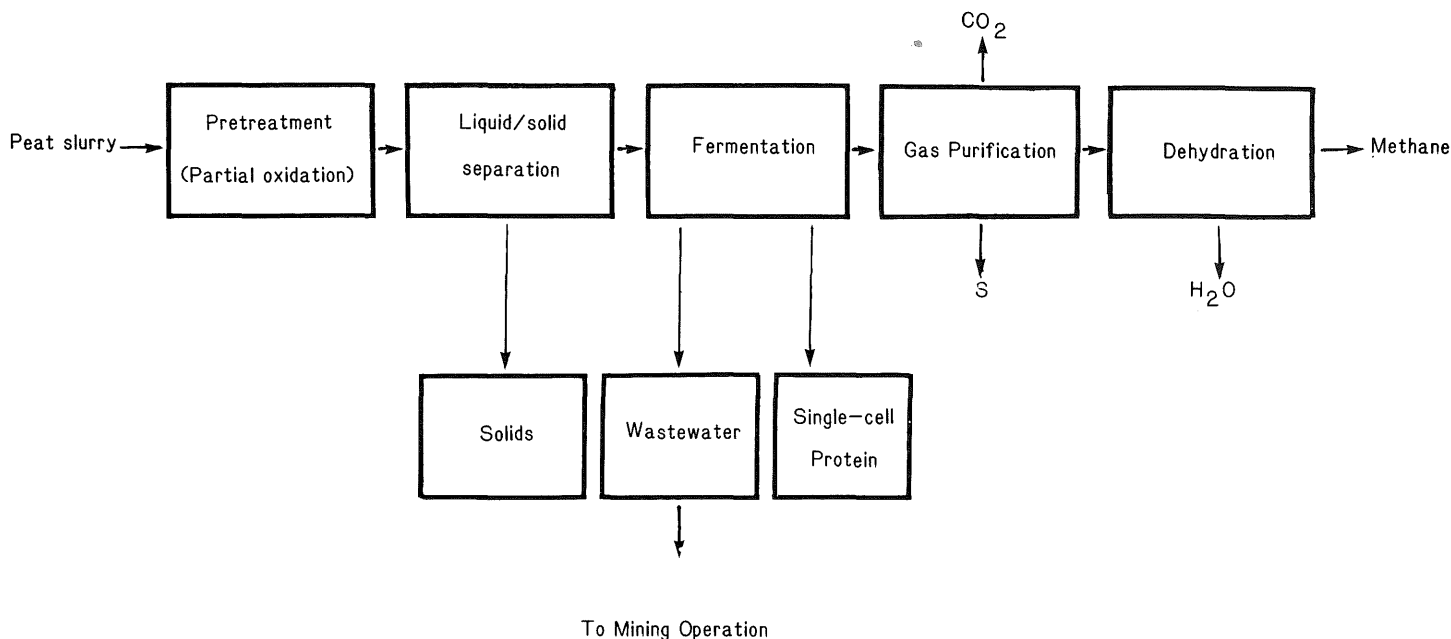 CO2
Peat slurry
Pretreatment
(Partial oxidation)
Liquid/solid
separation
Fermentation
Gas Purification
Dehydration
Methane
S
H2O
Solids
Wastewater
Single-cell
Protein
To Mining Operation